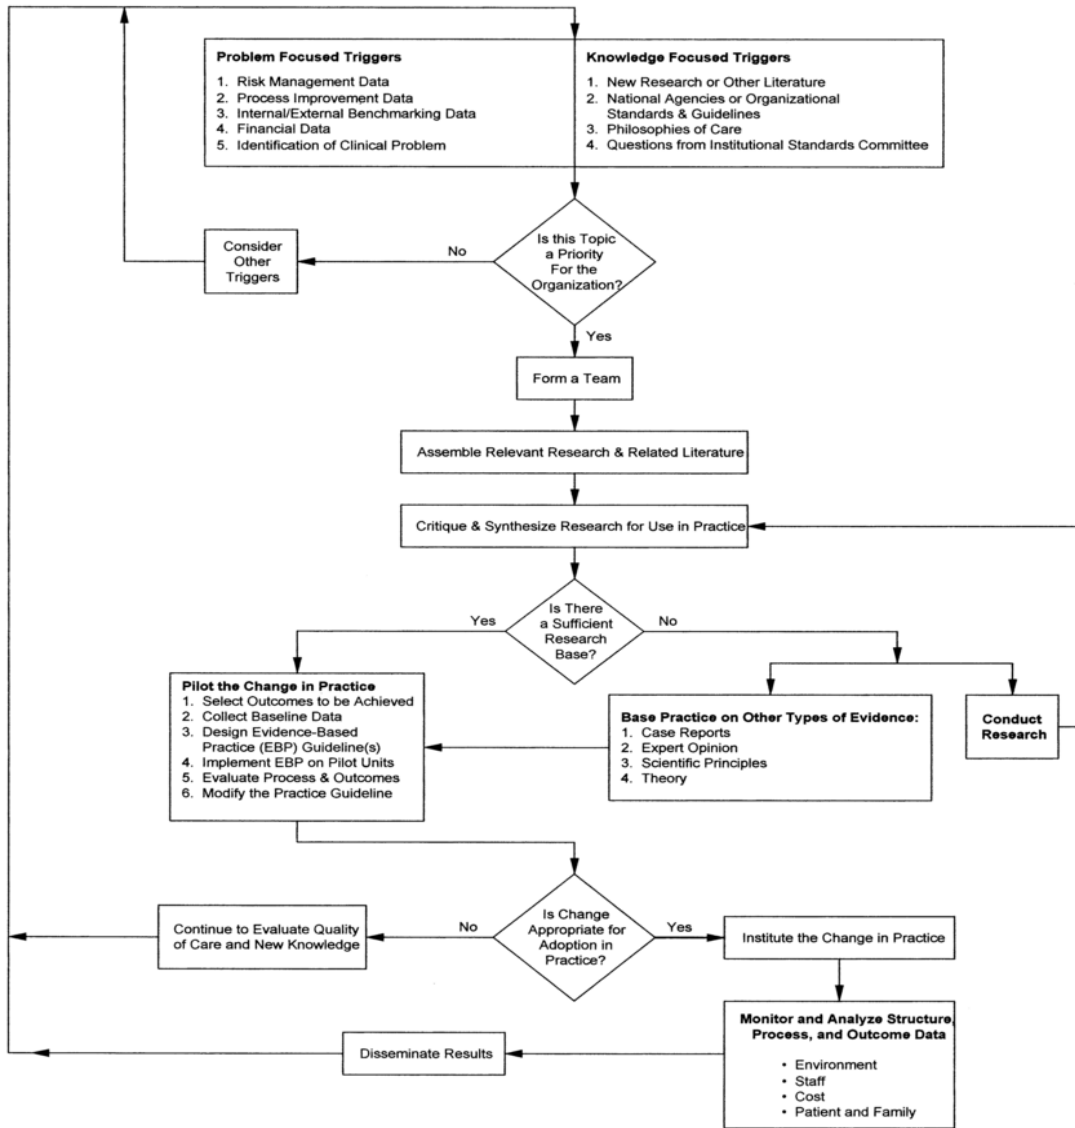 Problem Focused Triggers
1. Risk Management Data
2. Process Improvement Data
3. Internal/External Benchmarking Data
4. Financial Data
5. Identification of Clinical Problem
Knowledge Focused Triggers
1. New Research or Other Literature
2. National Agencies or Organizational
Standards & Guidelines
3. Philosophies of Care
4. Questions from Institutional Standards Committee
Consider
Other
Triggers
No
Is this Topic
a Priority
For the
Organization?
Yes
Form a Team
Assemble Relevant Research & Related Literature
Critique & Synthesize Research for Use in Practice
Yes
Is There
a Sufficient
Research
Base?
No
Pilot the Change in Practice
1. Select Outcomes to be Achieved
2. Collect Baseline Data
3. Design Evidence-Based
Practice (EBP) Guideline(s)
4. Implement EBP on Pilot Units
5. Evaluate Process & Outcomes
6. Modify the Practice Guideline
Base Practice on Other Types of Evidence:
1. Case Reports
2. Expert Opinion
3. Scientific Principles
4. Theory
Conduct
Research
Continue to Evaluate Quality
of Care and New Knowledge
No
Is Change
Appropriate for
Adoption in
Practice?
Yes
Institute the Change in Practice
Monitor and Analyze Structure,
Process, and Outcome Data
• Environment
• Staff
• Cost
• Patient and Family
Disseminate Results